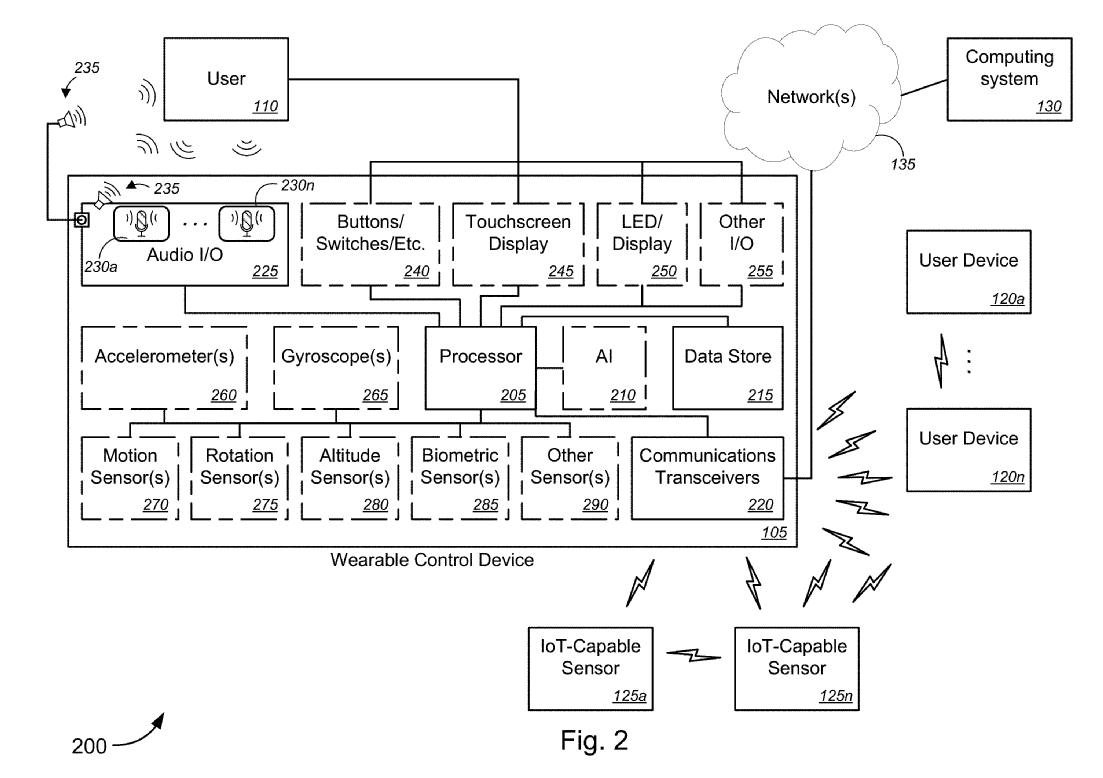 235
User
110
Network(s)
Computing
system
130
135
235
230n
230a
Audio I/O
225
Buttons/
Switches/Etc.
240
Touchscreen
Display
245
LED/
Display
250
Other
I/O
255
User Device
120a
Accelerometer(s)
260
Gyroscope(s)
265
Processor
205
AI
210
Data Store
215
User Device
120n
Motion
Sensor(s)
270
Rotation
Sensor(s)
275
Altitude
Sensor(s)
280
Biometric
Sensor(s)
285
Other
Sensor(s)
290
Communications
Transceivers
220
105
Wearable Control Device
IoT-Capable
Sensor
125a
IoT-Capable
Sensor
125n
200
Fig. 2